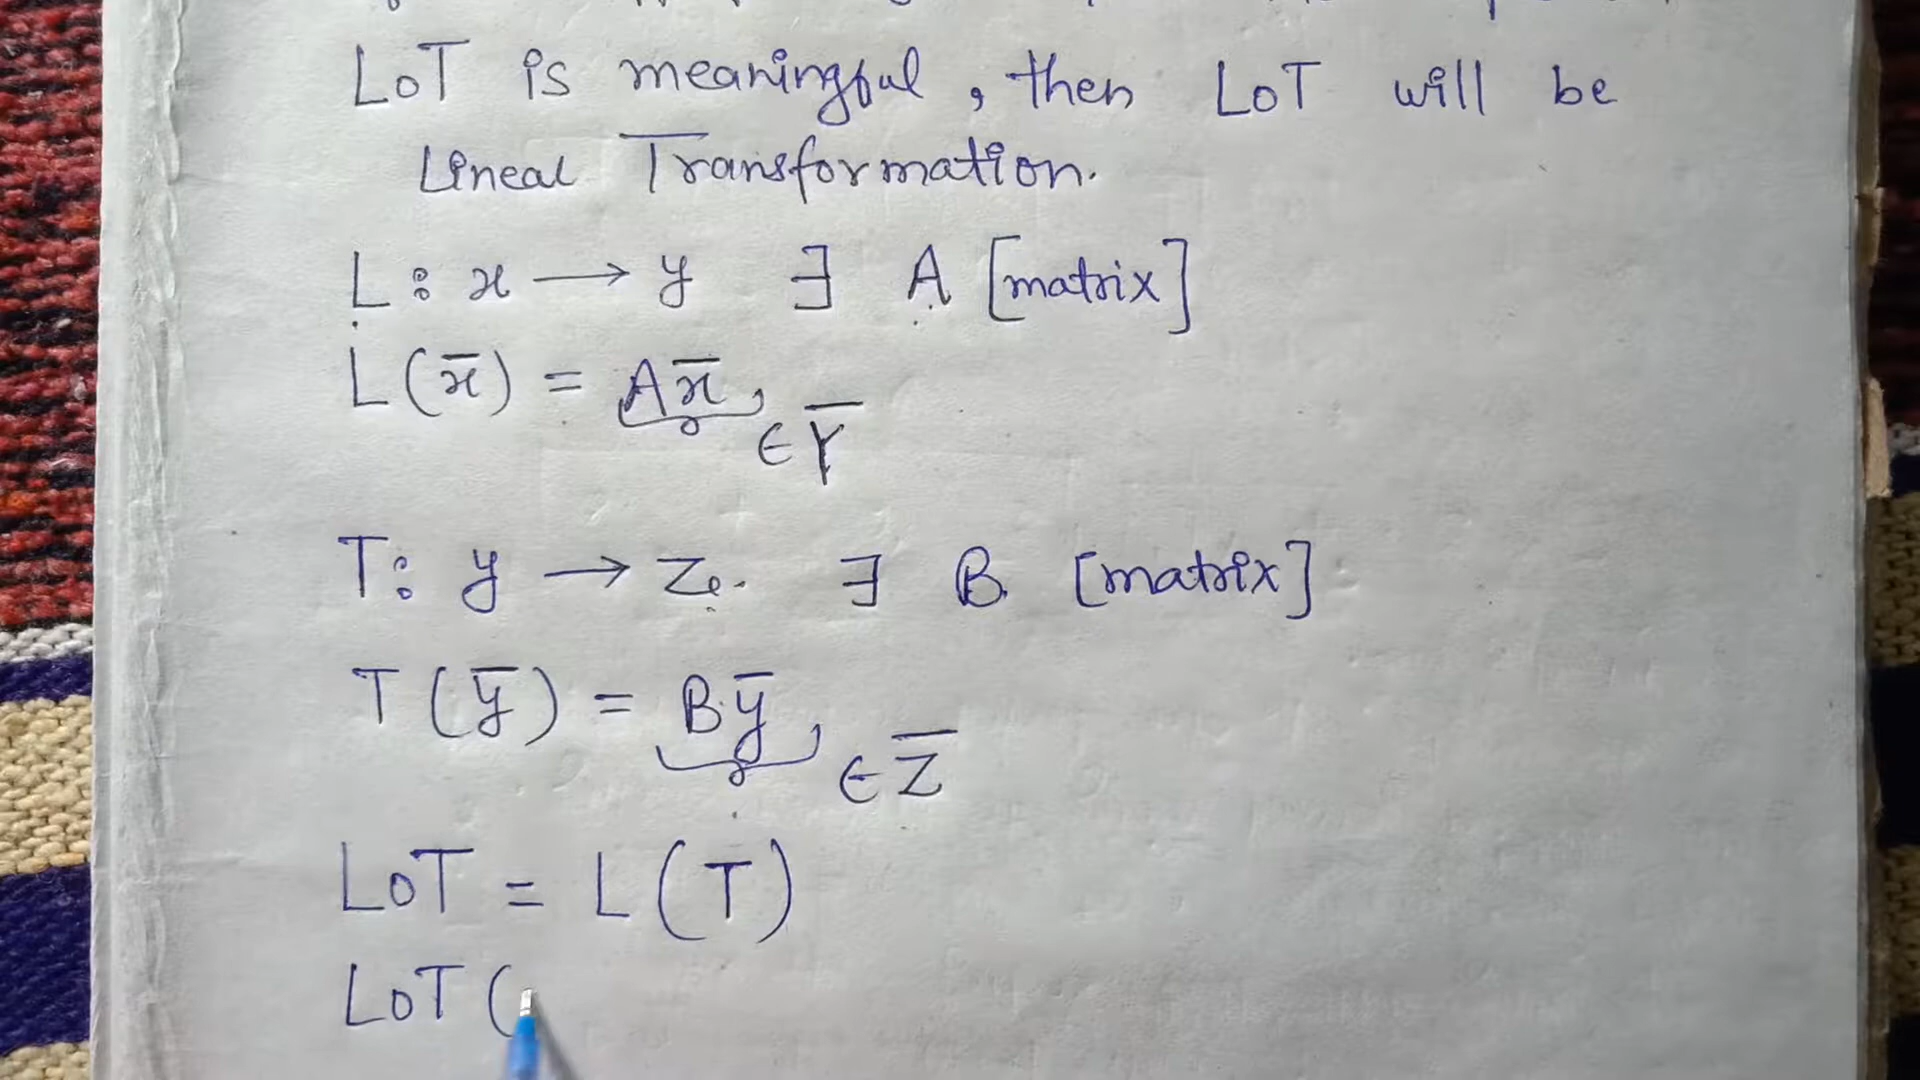 LoT is meaningful, then LoT will be
Lineal Transformation.
L: x → y ∃ A [matrix]
L(x̄) = Ax̄, ∈ Y̅
T: y → z. ∃ B [matrix]
T(ȳ) = Bȳ, ∈ Z̅
LoT = L(T)
LoT (